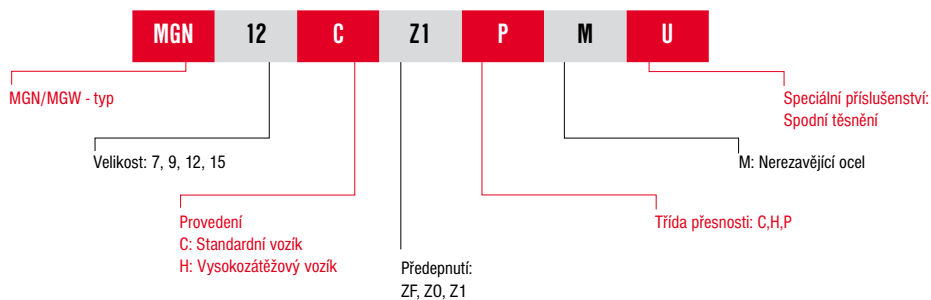 MGN 12 C Z1 P M U
MGN/MGW - typ
Speciální příslušenství:
Spodní těsnění
Velikost: 7, 9, 12, 15
M: Nerezavějící ocel
Provedení
C: Standardní vozík
H: Vysokozátěžový vozík
Třída přesnosti: C,H,P
Předepnutí:
ZF, Z0, Z1